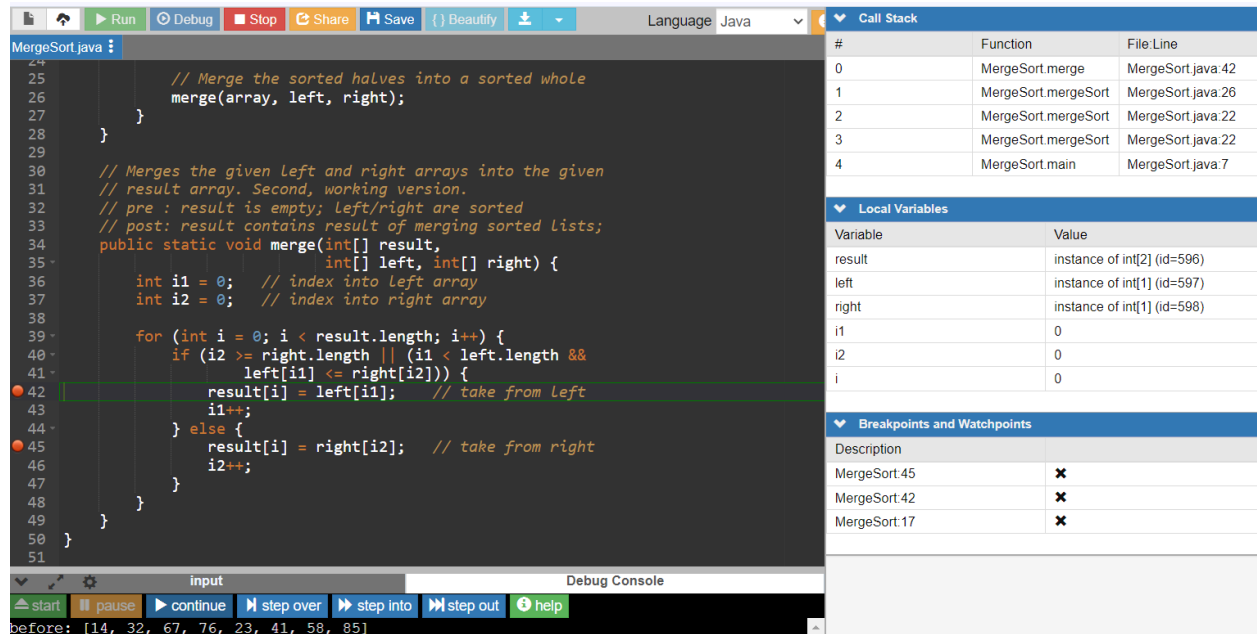 Run Debug Stop Share Save { } Beautify Language Java
MergeSort.java
24
25 // Merge the sorted halves into a sorted whole
26 merge(array, left, right);
27 }
28 }
29
30 // Merges the given left and right arrays into the given
31 // result array. Second, working version.
32 // pre : result is empty; left/right are sorted
33 // post: result contains result of merging sorted lists;
34 public static void merge(int[] result,
35 int[] left, int[] right) {
36 int i1 = 0; // index into left array
37 int i2 = 0; // index into right array
38
39 for (int i = 0; i < result.length; i++) {
40 if (i2 >= right.length || (i1 < left.length &&
41 left[i1] <= right[i2])) {
42 result[i] = left[i1]; // take from left
43 i1++;
44 } else {
45 result[i] = right[i2]; // take from right
46 i2++;
47 }
48 }
49 }
50 }
51
input Debug Console
start pause continue step over step into step out help
before: [14, 32, 67, 76, 23, 41, 58, 85]
Call Stack
# Function File:Line
0 MergeSort.merge MergeSort.java:42
1 MergeSort.mergeSort MergeSort.java:26
2 MergeSort.mergeSort MergeSort.java:22
3 MergeSort.mergeSort MergeSort.java:22
4 MergeSort.main MergeSort.java:7
Local Variables
Variable Value
result instance of int[2] (id=596)
left instance of int[1] (id=597)
right instance of int[1] (id=598)
i1 0
i2 0
i 0
Breakpoints and Watchpoints
Description
MergeSort:45
MergeSort:42
MergeSort:17